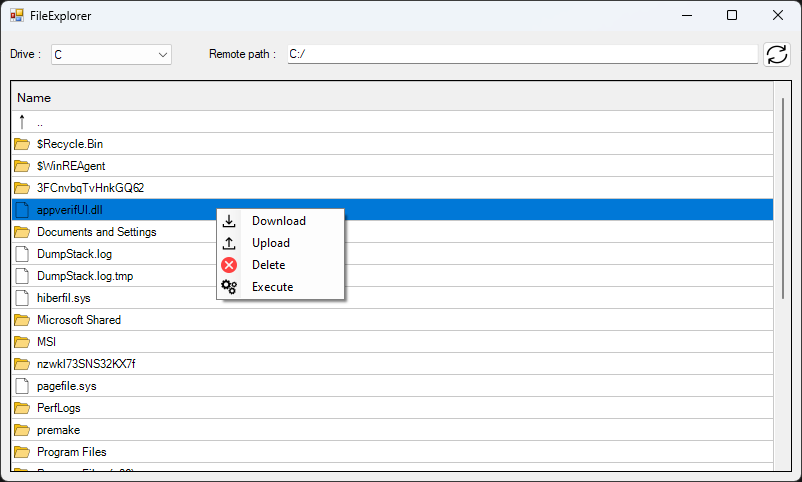 FileExplorer
Drive : C Remote path : C:/
Name
..
$Recycle.Bin
$WinREAgent
3FCnvbqTvHnkGQ62
appverifUI.dll
Download
Documents and Settings
Upload
DumpStack.log
Delete
DumpStack.log.tmp
Execute
hiberfil.sys
Microsoft Shared
MSI
nzwkI73SNS32KX7f
pagefile.sys
PerfLogs
premake
Program Files